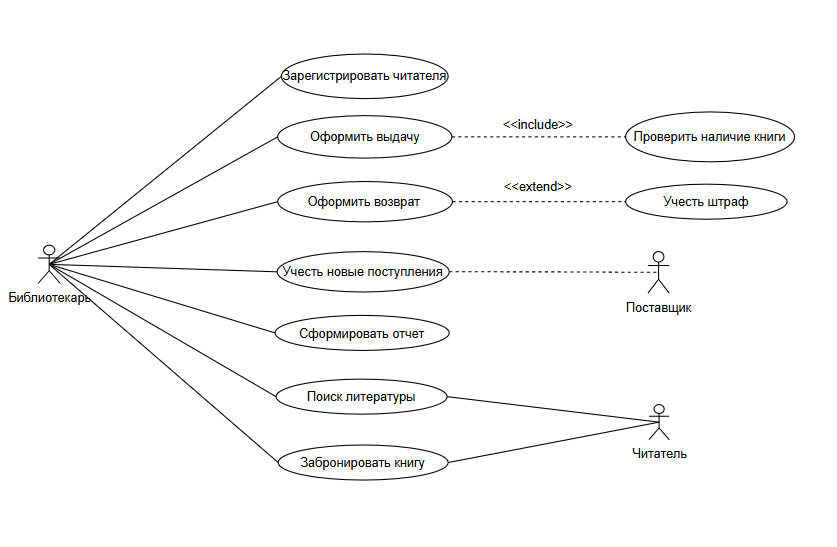 Зарегистрировать читателя
<<include>>
Оформить выдачу
Проверить наличие книги
<<extend>>
Оформить возврат
Учесть штраф
Учесть новые поступления
Библиотекарь
Поставщик
Сформировать отчет
Поиск литературы
Читатель
Забронировать книгу